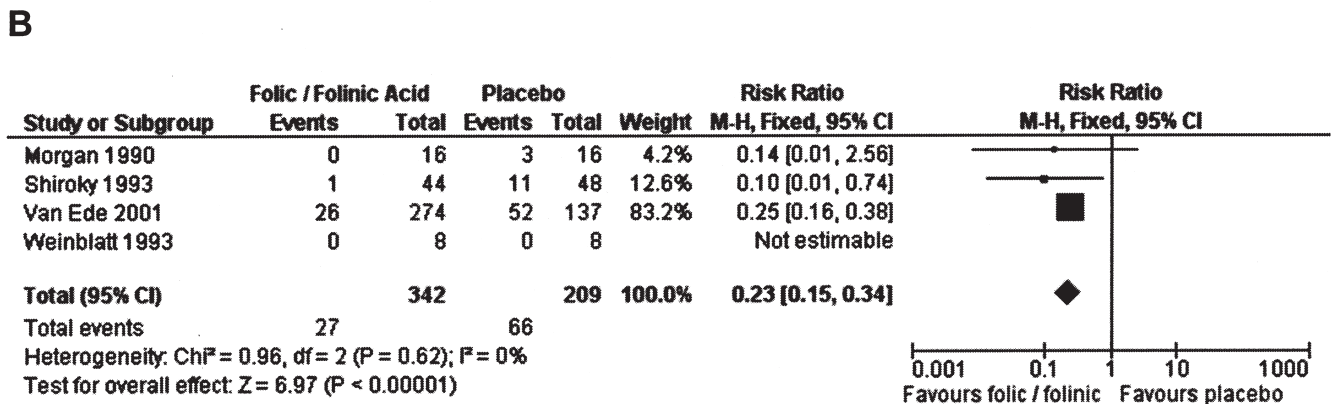 B
Folic / Folinic Acid Placebo Risk Ratio Risk Ratio
Study or Subgroup Events Total Events Total Weight M-H, Fixed, 95% CI M-H, Fixed, 95% CI
Morgan 1990 0 16 3 16 4.2% 0.14 [0.01, 2.56]
Shiroky 1993 1 44 11 48 12.6% 0.10 [0.01, 0.74]
Van Ede 2001 26 274 52 137 83.2% 0.25 [0.16, 0.38]
Weinblatt 1993 0 8 0 8 Not estimable
Total (95% CI) 342 209 100.0% 0.23 [0.15, 0.34]
Total events 27 66
Heterogeneity: Chi² = 0.96, df = 2 (P = 0.62); I² = 0%
Test for overall effect: Z = 6.97 (P < 0.00001)
0.001 0.1 1 10 1000
Favours folic / folinic Favours placebo